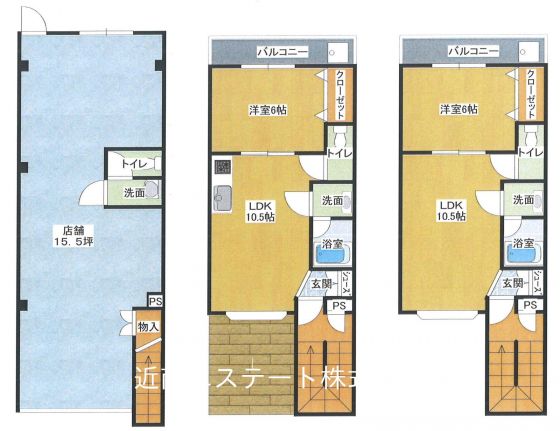 トイレ
洗面
店舗
15.5坪
PS
物入
バルコニー
洋室6帖
クローゼット
トイレ
LDK
10.5帖
洗面
浴室
玄関
シューズ
PS
バルコニー
洋室6帖
クローゼット
トイレ
LDK
10.5帖
洗面
浴室
玄関
シューズ
PS
エステート株式